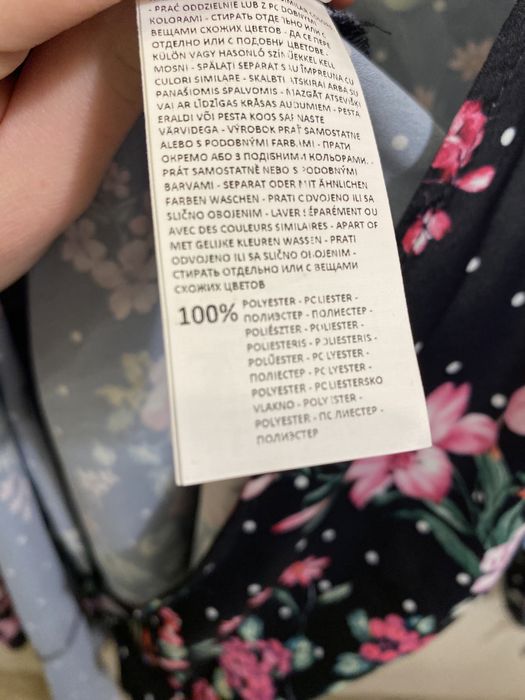 - PRAĆ ODDZIELNIE LUB Z PODOBNYMI
KOLORAMI - СТИРАТЬ ОТДЕЛЬНО ИЛИ С
ВЕЩАМИ СХОЖИХ ЦВЕТОВ - ДА СЕ ПЕРЕ
ОТДЕЛНО ИЛИ С ПОДОБНИ ЦВЕТОВЕ -
KÜLÖN VAGY HASONLÓ SZÍNŰEKKEL KELL
MOSNI - SPĂLAȚI SEPARAT SAU ÎMPREUNĂ CU
CULORI SIMILARE - SKALBTI ATSKIRAI ARBA SU
PANAŠIOMIS SPALVOMIS - MAZGĀT ATSEVIŠĶI
VAI AR LĪDZĪGAS KRĀSAS AUDUMIEM - PESTA
ERALDI VÕI PESTA KOOS SARNASTE
VÄRVIDEGA - VÝROBOK PRAŤ SAMOSTATNE
ALEBO S PODOBNÝMI FARBAMI - ПРАТИ
ОКРЕМО АБО З ПОДІБНИМИ КОЛЬОРАМИ. -
PRÁT SAMOSTATNĚ NEBO S PODOBNÝMI
BARVAMI - SEPARAT ODER MIT ÄHNLICHEN
FARBEN WASCHEN - PRATI ODVOJENO ILI SA
SLIČNO OBOJENIM - LAVER SÉPARÉMENT OU
AVEC DES COULEURS SIMILAIRES - APART OF
MET GELIJKE KLEUREN WASSEN - PRATI
ODVOJENO ILI SA SLIČNO OBOJENIM -
СТИРАТЬ ОТДЕЛЬНО ИЛИ С ВЕЩАМИ
СХОЖИХ ЦВЕТОВ
100% POLYESTER - POLIESTER -
ПОЛИЭСТЕР - ПОЛИЕСТЕР -
POLIÉSZTER - POLIESTER -
POLIESTERIS - POLIESTERIS -
POLÜESTER - POLYESTER -
ПОЛІЕСТЕР - POLYESTER -
POLYESTER - POLIESTERSKO
VLAKNO - POLYESTER -
POLYESTER - ПОЛИЕСТЕР -
ПОЛИЭСТЕР